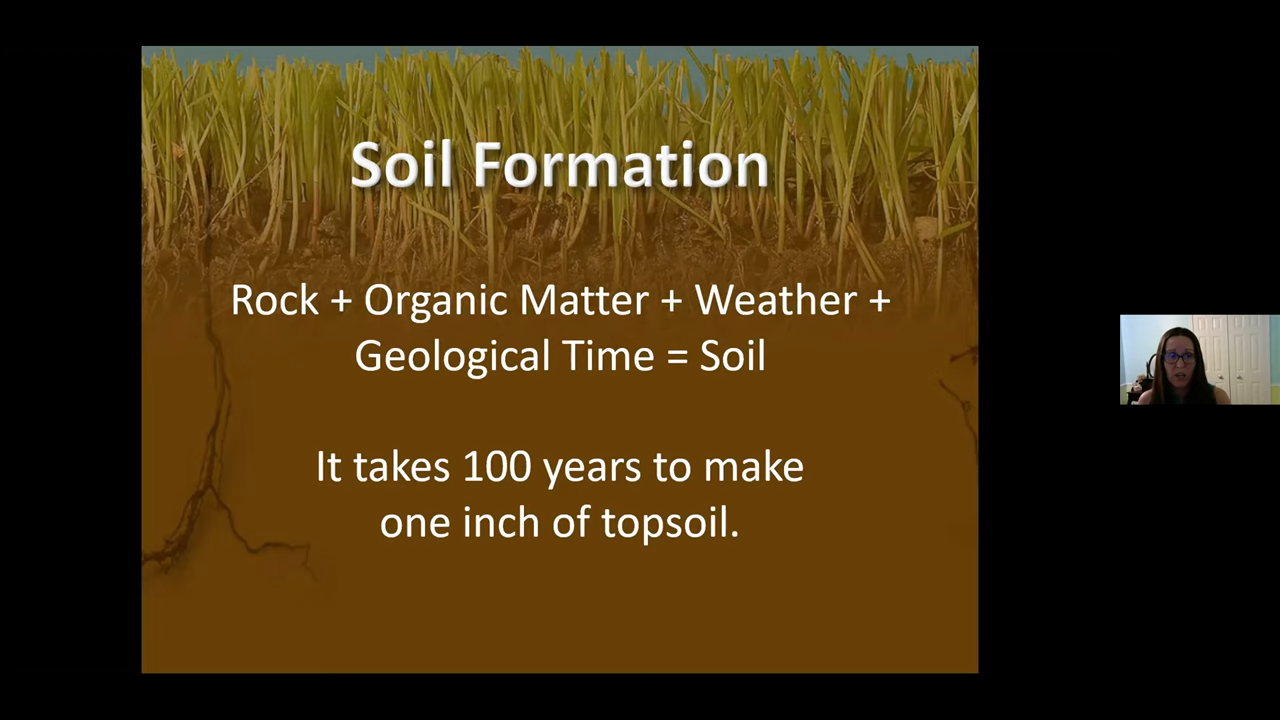 Soil Formation
Rock + Organic Matter + Weather +
Geological Time = Soil
It takes 100 years to make
one inch of topsoil.